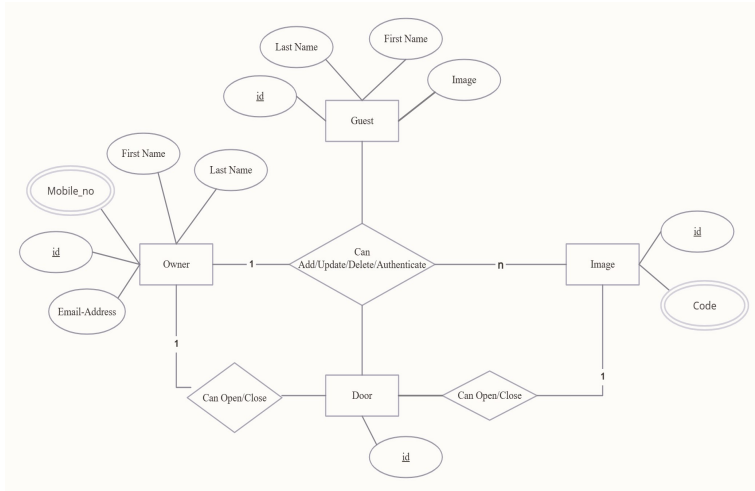 First Name
Last Name
Image
id
Guest
First Name
Last Name
Mobile_no
id
Owner
Email-Address
1
Can
Add/Update/Delete/Authenticate
n
Image
id
Code
1
1
Can Open/Close
Door
Can Open/Close
id